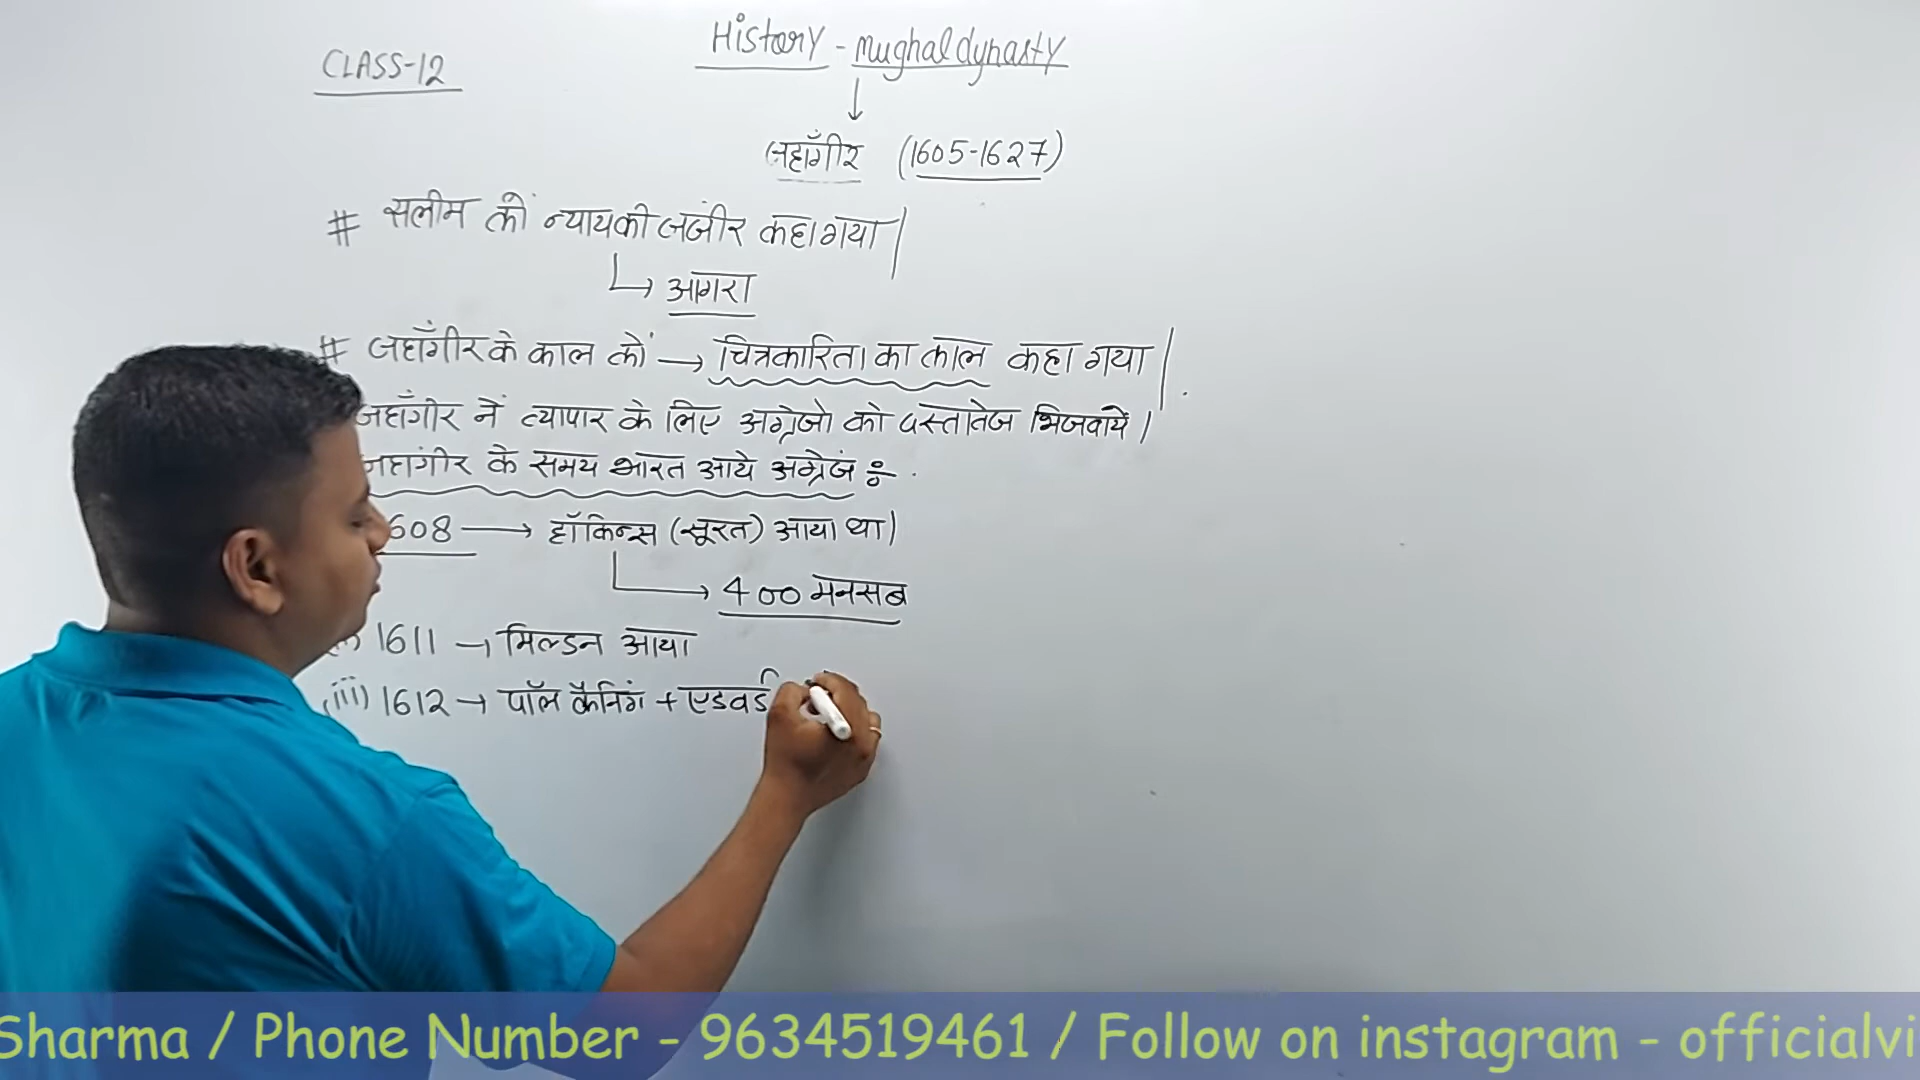 CLASS-12
History - mughal dynasty
↓
जहाँगीर (1605-1627)
# सलीम कों न्याय की जंजीर कहा गया|
↳ आगरा
# जहाँगीर के काल कों → चित्रकारिता का काल कहा गया|
जहाँगीर नें व्यापार के लिए अंग्रेजो को दस्तावेज भिजवाये|
जहांगीर के समय भारत आये अंग्रेज ÷
608 → हॉकिन्स (सूरत) आया था|
→ 400 मनसब
1611 → मिल्डन आया
(iii) 1612 → पॉल कैनिंग + एडवर्ड
Sharma / Phone Number - 9634519461 / Follow on instagram - officialvi